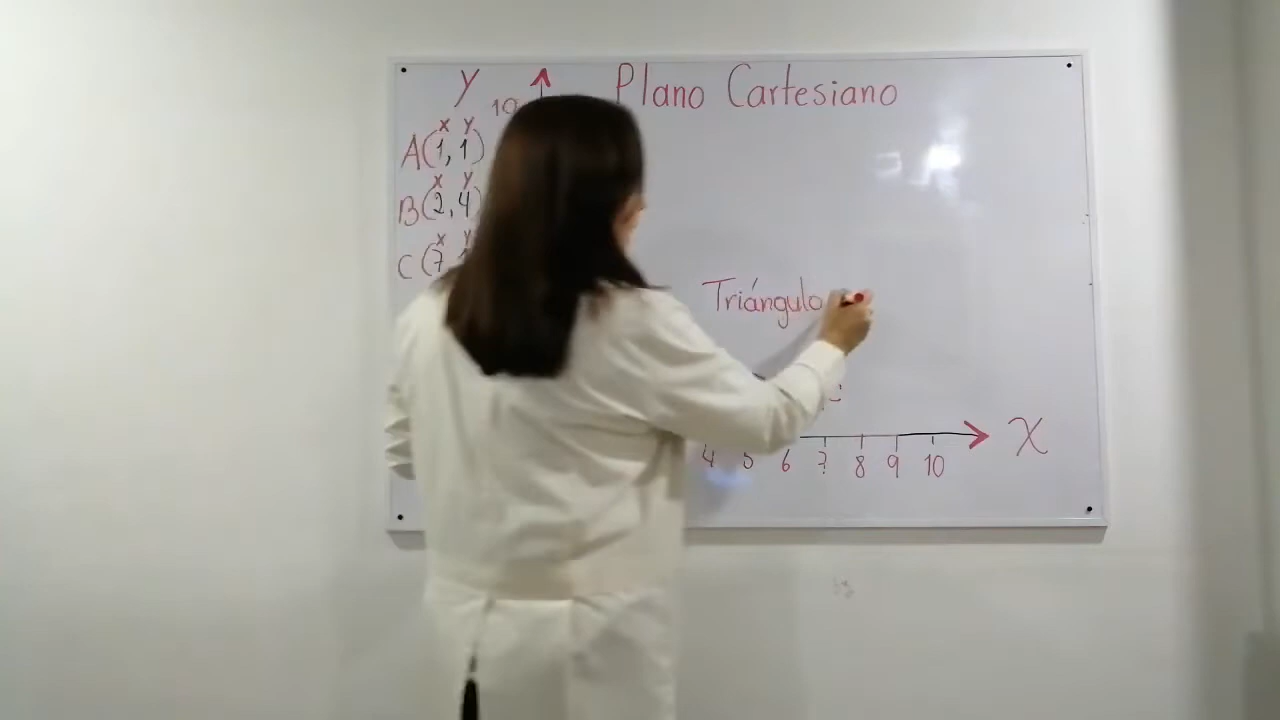 y Plano Cartesiano
10
x y
A(1, 1)
x y
B(2, 4)
x y
C(7
Triángulo
4 5 6 7 8 9 10
X